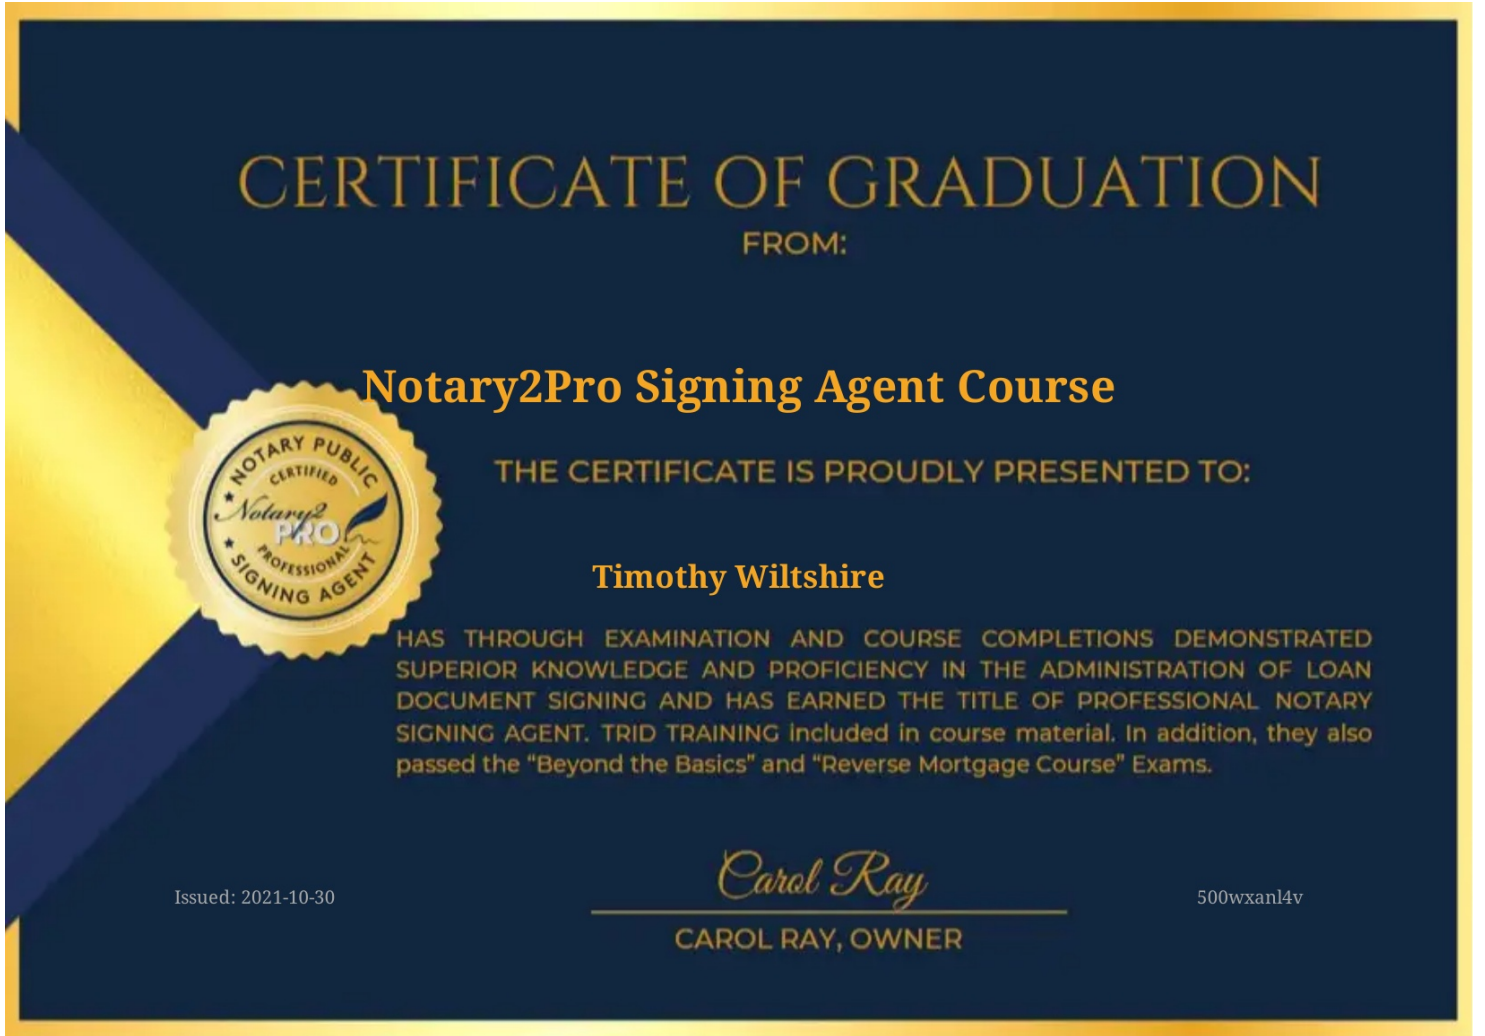 CERTIFICATE OF GRADUATION
FROM:
Notary2Pro Signing Agent Course
NOTARY PUBLIC
CERTIFIED
Notary2
PRO
PROFESSIONAL
SIGNING AGENT
THE CERTIFICATE IS PROUDLY PRESENTED TO:
Timothy Wiltshire
HAS THROUGH EXAMINATION AND COURSE COMPLETIONS DEMONSTRATED
SUPERIOR KNOWLEDGE AND PROFICIENCY IN THE ADMINISTRATION OF LOAN
DOCUMENT SIGNING AND HAS EARNED THE TITLE OF PROFESSIONAL NOTARY
SIGNING AGENT. TRID TRAINING included in course material. In addition, they also
passed the “Beyond the Basics” and “Reverse Mortgage Course” Exams.
Carol Ray
Issued: 2021-10-30
500wxanl4v
CAROL RAY, OWNER